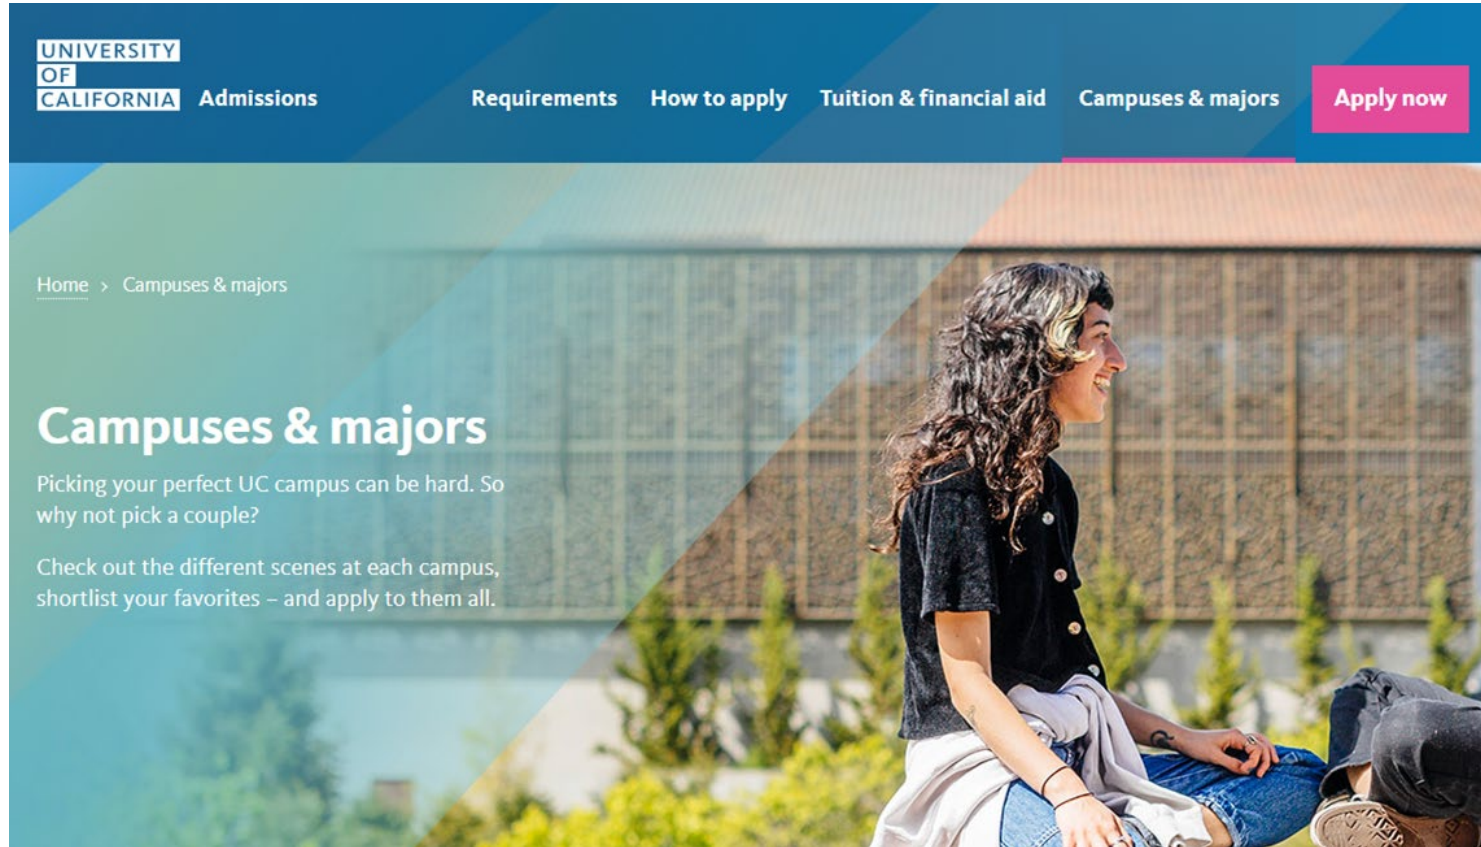 UNIVERSITY
OF
CALIFORNIA Admissions Requirements How to apply Tuition & financial aid Campuses & majors Apply now
Home > Campuses & majors
Campuses & majors
Picking your perfect UC campus can be hard. So
why not pick a couple?
Check out the different scenes at each campus,
shortlist your favorites – and apply to them all.